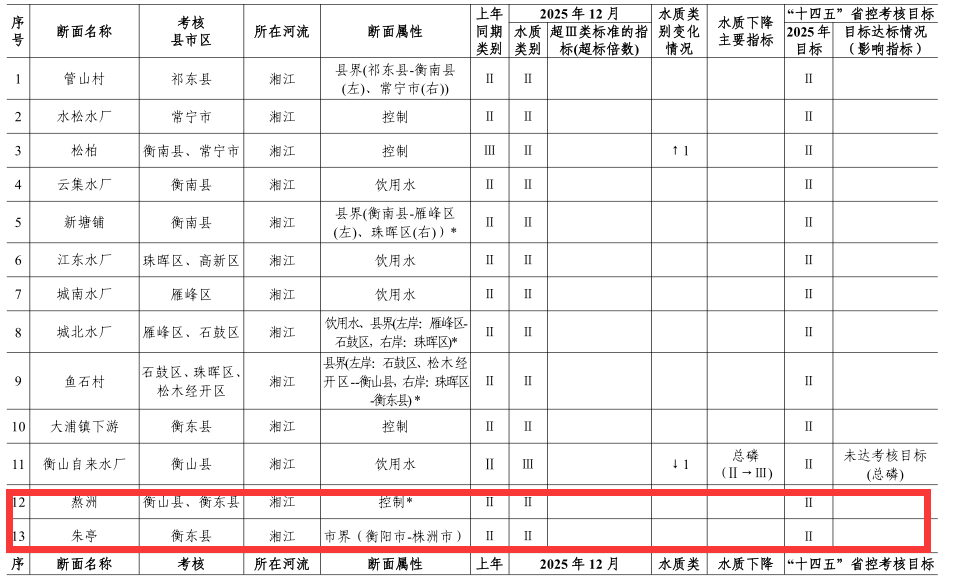 序号 断面名称 考核县市区 所在河流 断面属性 上年同期类别 2025年12月 水质类别变化情况 水质下降主要指标 “十四五”省控考核目标
水质类别 超Ⅲ类标准的指标(超标倍数) 2025年目标 目标达标情况(影响指标)
1 管山村 祁东县 湘江 县界(祁东县-衡南县(左)、常宁市(右)) Ⅱ Ⅱ Ⅱ
2 水松水厂 常宁市 湘江 控制 Ⅱ Ⅱ Ⅱ
3 松柏 衡南县、常宁市 湘江 控制 Ⅲ Ⅱ ↑1 Ⅱ
4 云集水厂 衡南县 湘江 饮用水 Ⅱ Ⅱ Ⅱ
5 新塘铺 衡南县 湘江 县界(衡南县-雁峰区(左)、珠晖区(右))* Ⅱ Ⅱ Ⅱ
6 江东水厂 珠晖区、高新区 湘江 饮用水 Ⅱ Ⅱ Ⅱ
7 城南水厂 雁峰区 湘江 饮用水 Ⅱ Ⅱ Ⅱ
8 城北水厂 雁峰区、石鼓区 湘江 饮用水、县界(左岸：雁峰区-石鼓区，右岸：珠晖区)* Ⅱ Ⅱ Ⅱ
9 鱼石村 石鼓区、珠晖区、松木经开区 湘江 县界(左岸：石鼓区、松木经开区--衡山县，右岸：珠晖区-衡东县)* Ⅱ Ⅱ Ⅱ
10 大浦镇下游 衡东县 湘江 控制 Ⅱ Ⅱ Ⅱ
11 衡山自来水厂 衡山县 湘江 饮用水 Ⅱ Ⅲ ↓1 总磷(Ⅱ→Ⅲ) Ⅱ 未达考核目标(总磷)
12 熬洲 衡山县、衡东县 湘江 控制* Ⅱ Ⅱ Ⅱ
13 朱亭 衡东县 湘江 市界（衡阳市-株洲市） Ⅱ Ⅱ Ⅱ
序 断面名称 考核 所在河流 断面属性 上年 2025年12月 水质类 水质下降 “十四五”省控考核目标